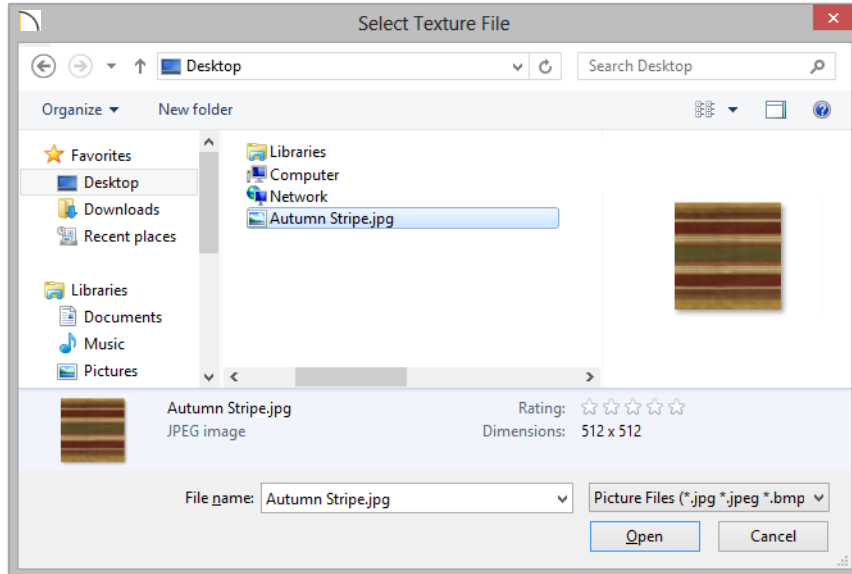 Select Texture File
Desktop
Search Desktop
Organize
New folder
Favorites
Desktop
Downloads
Recent places
Libraries
Documents
Music
Pictures
Libraries
Computer
Network
Autumn Stripe.jpg
Autumn Stripe.jpg
JPEG image
Rating:
Dimensions: 512 x 512
File name: Autumn Stripe.jpg
Picture Files (*.jpg *.jpeg *.bmp
Open
Cancel